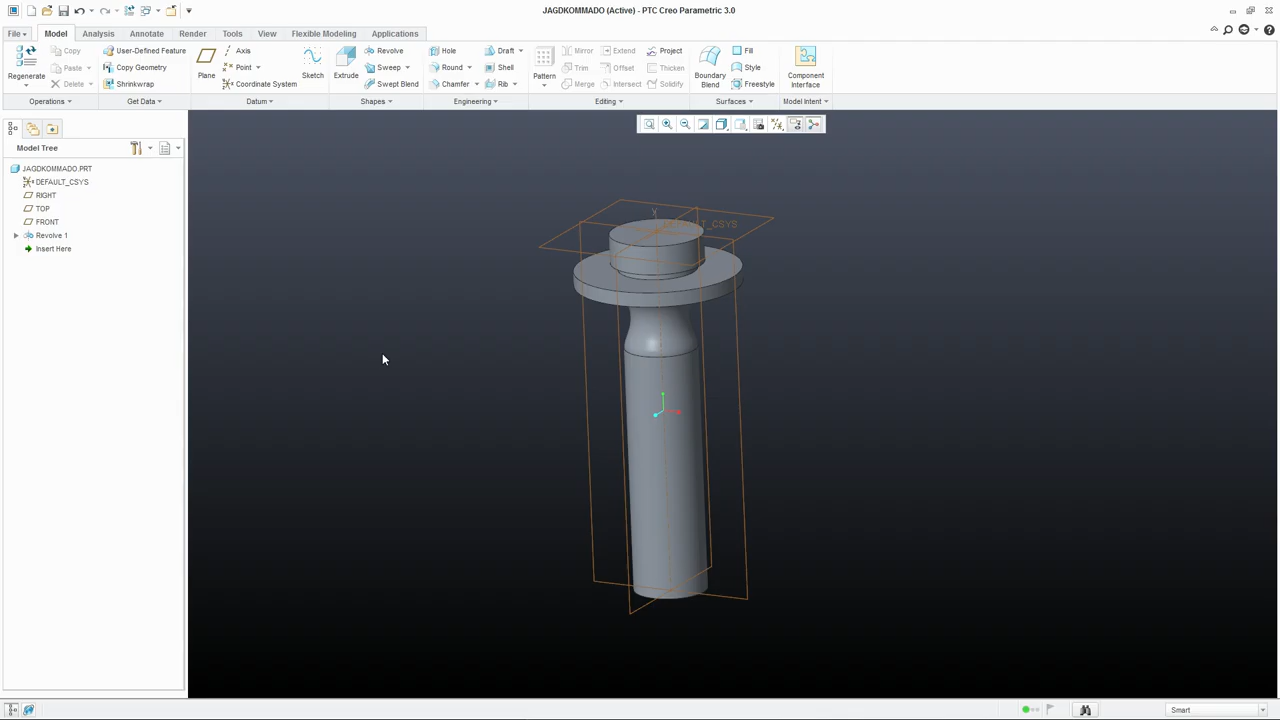 JAGDKOMMADO (Active) - PTC Creo Parametric 3.0
File Model Analysis Annotate Render Tools View Flexible Modeling Applications
Regenerate
Copy
Paste
Delete
Operations
User-Defined Feature
Copy Geometry
Shrinkwrap
Get Data
Plane
Axis
Point
Coordinate System
Sketch
Datum
Extrude
Revolve
Sweep
Swept Blend
Shapes
Hole
Round
Chamfer
Draft
Shell
Rib
Engineering
Pattern
Mirror
Trim
Merge
Extend
Offset
Intersect
Project
Thicken
Solidify
Editing
Boundary
Blend
Fill
Style
Freestyle
Surfaces
Component
Interface
Model Intent
Model Tree
JAGDKOMMADO.PRT
DEFAULT_CSYS
RIGHT
TOP
FRONT
Revolve 1
Insert Here
Y
_CSYS
Smart